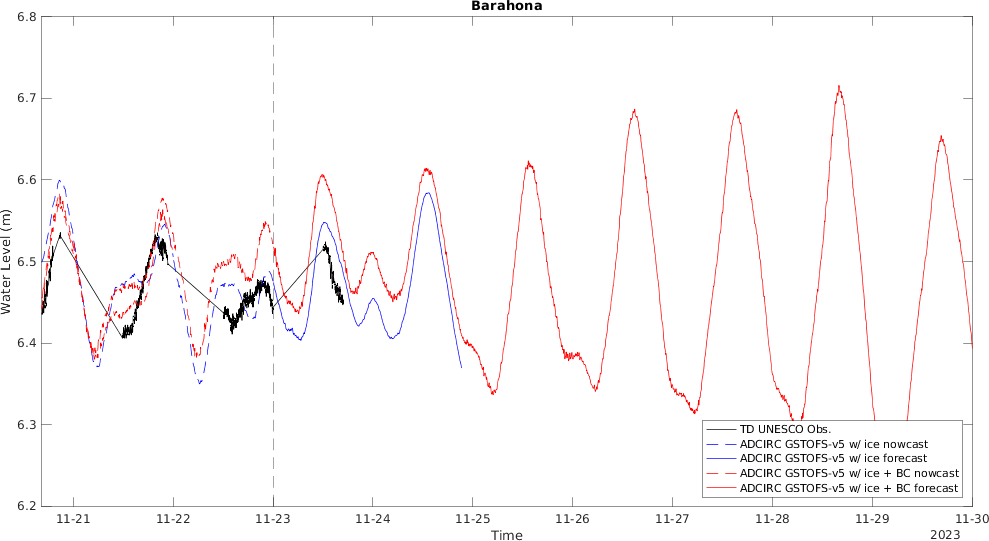 Barahona
6.8
6.7
6.6
6.5
6.4
6.3
6.2
Water Level (m)
TD UNESCO Obs.
ADCIRC GSTOFS-v5 w/ ice nowcast
ADCIRC GSTOFS-v5 w/ ice forecast
ADCIRC GSTOFS-v5 w/ ice + BC nowcast
ADCIRC GSTOFS-v5 w/ ice + BC forecast
11-21 11-22 11-23 11-24 11-25 11-26 11-27 11-28 11-29 11-30
Time
2023